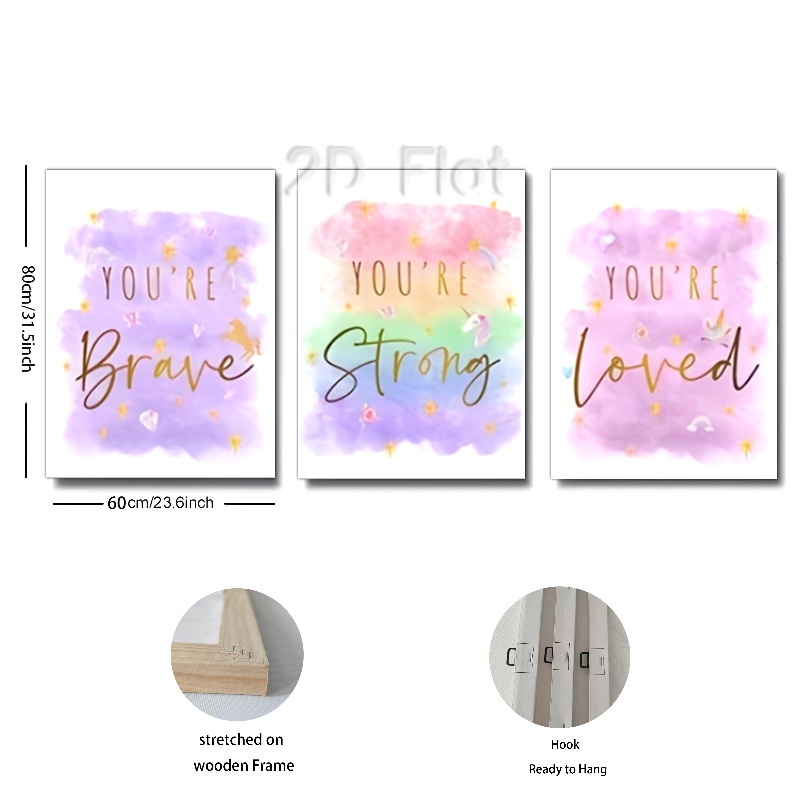 2D Flat
YOU'RE
Brave
YOU'RE
Strong
YOU'RE
Loved
80cm/31.5inch
60cm/23.6inch
stretched on
wooden Frame
Hook
Ready to Hang